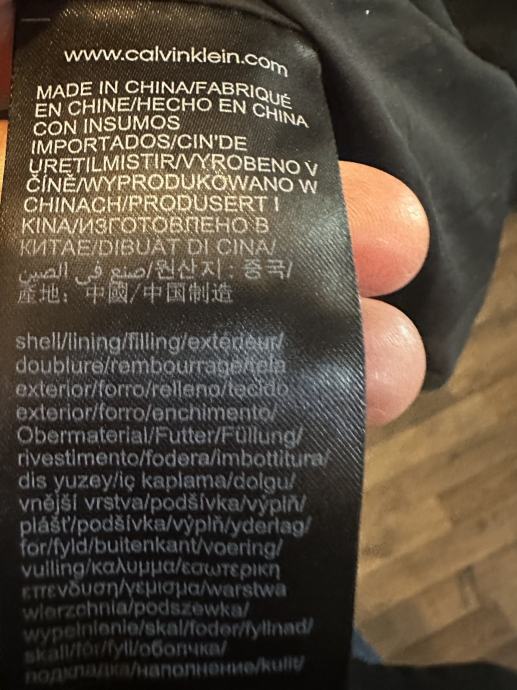 www.calvinklein.com
MADE IN CHINA/FABRIQUÉ
EN CHINE/HECHO EN CHINA
CON INSUMOS
IMPORTADOS/CIN'DE
URETILMISTIR/VYROBENO V
ČÍNĚ/WYPRODUKOWANO W
CHINACH/PRODUSERT I
KINA/ИЗГОТОВЛЕНО В
КИТАЕ/DIBUAT DI CINA/
صنع في الصين/원산지: 중국/
產地: 中國/中国制造
shell/lining/filling/extérieur/
doublure/rembourrage/tela
exterior/forro/relleno/tecido
exterior/forro/enchimento/
Obermaterial/Futter/Füllung/
rivestimento/fodera/imbottitura/
dis yuzey/iç kaplama/dolgu/
vnější vrstva/podšívka/výplň/
plášť/podšívka/výplň/yderlag/
for/fyld/buitenkant/voering/
vulling/καλυμμα/εσωτερικη
επενδυση/γεμισμα/warstwa
wierzchnia/podszewka/
wypełnienie/skal/foder/fyllnad/
skall/fôr/fyll/оболчка/
подкладка/наполнение/kulit/